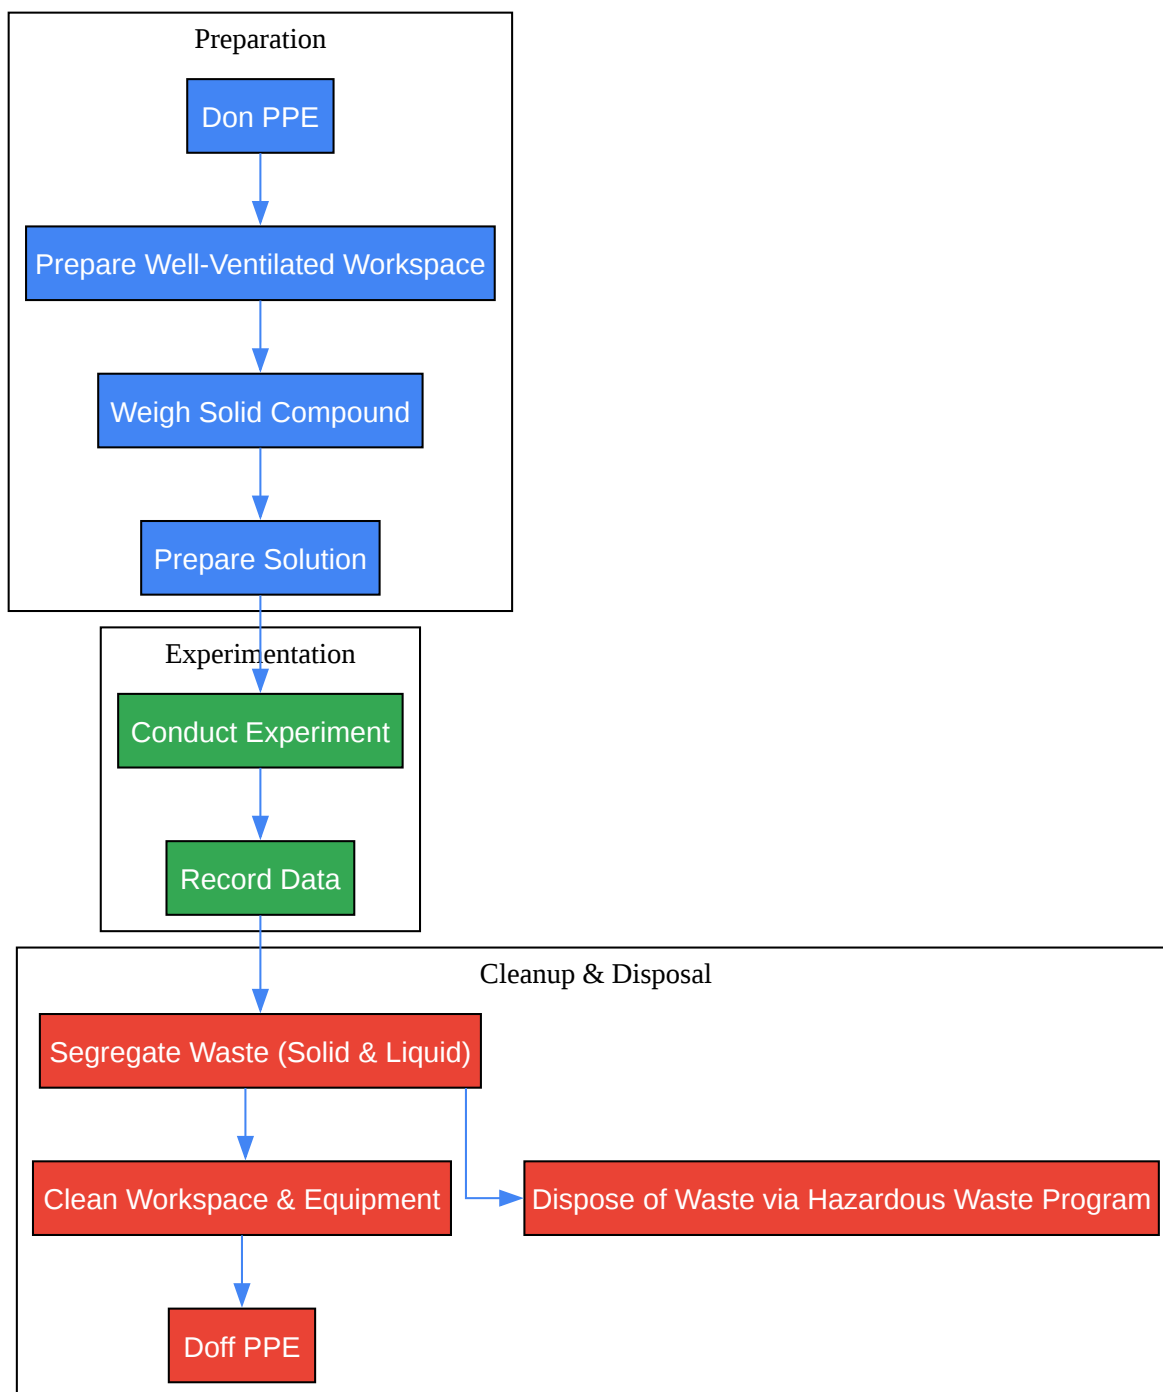 Preparation
Don PPE
Prepare Well-Ventilated Workspace
Weigh Solid Compound
Prepare Solution
Experimentation
Conduct Experiment
Record Data
Cleanup & Disposal
Segregate Waste (Solid & Liquid)
Clean Workspace & Equipment
Dispose of Waste via Hazardous Waste Program
Doff PPE